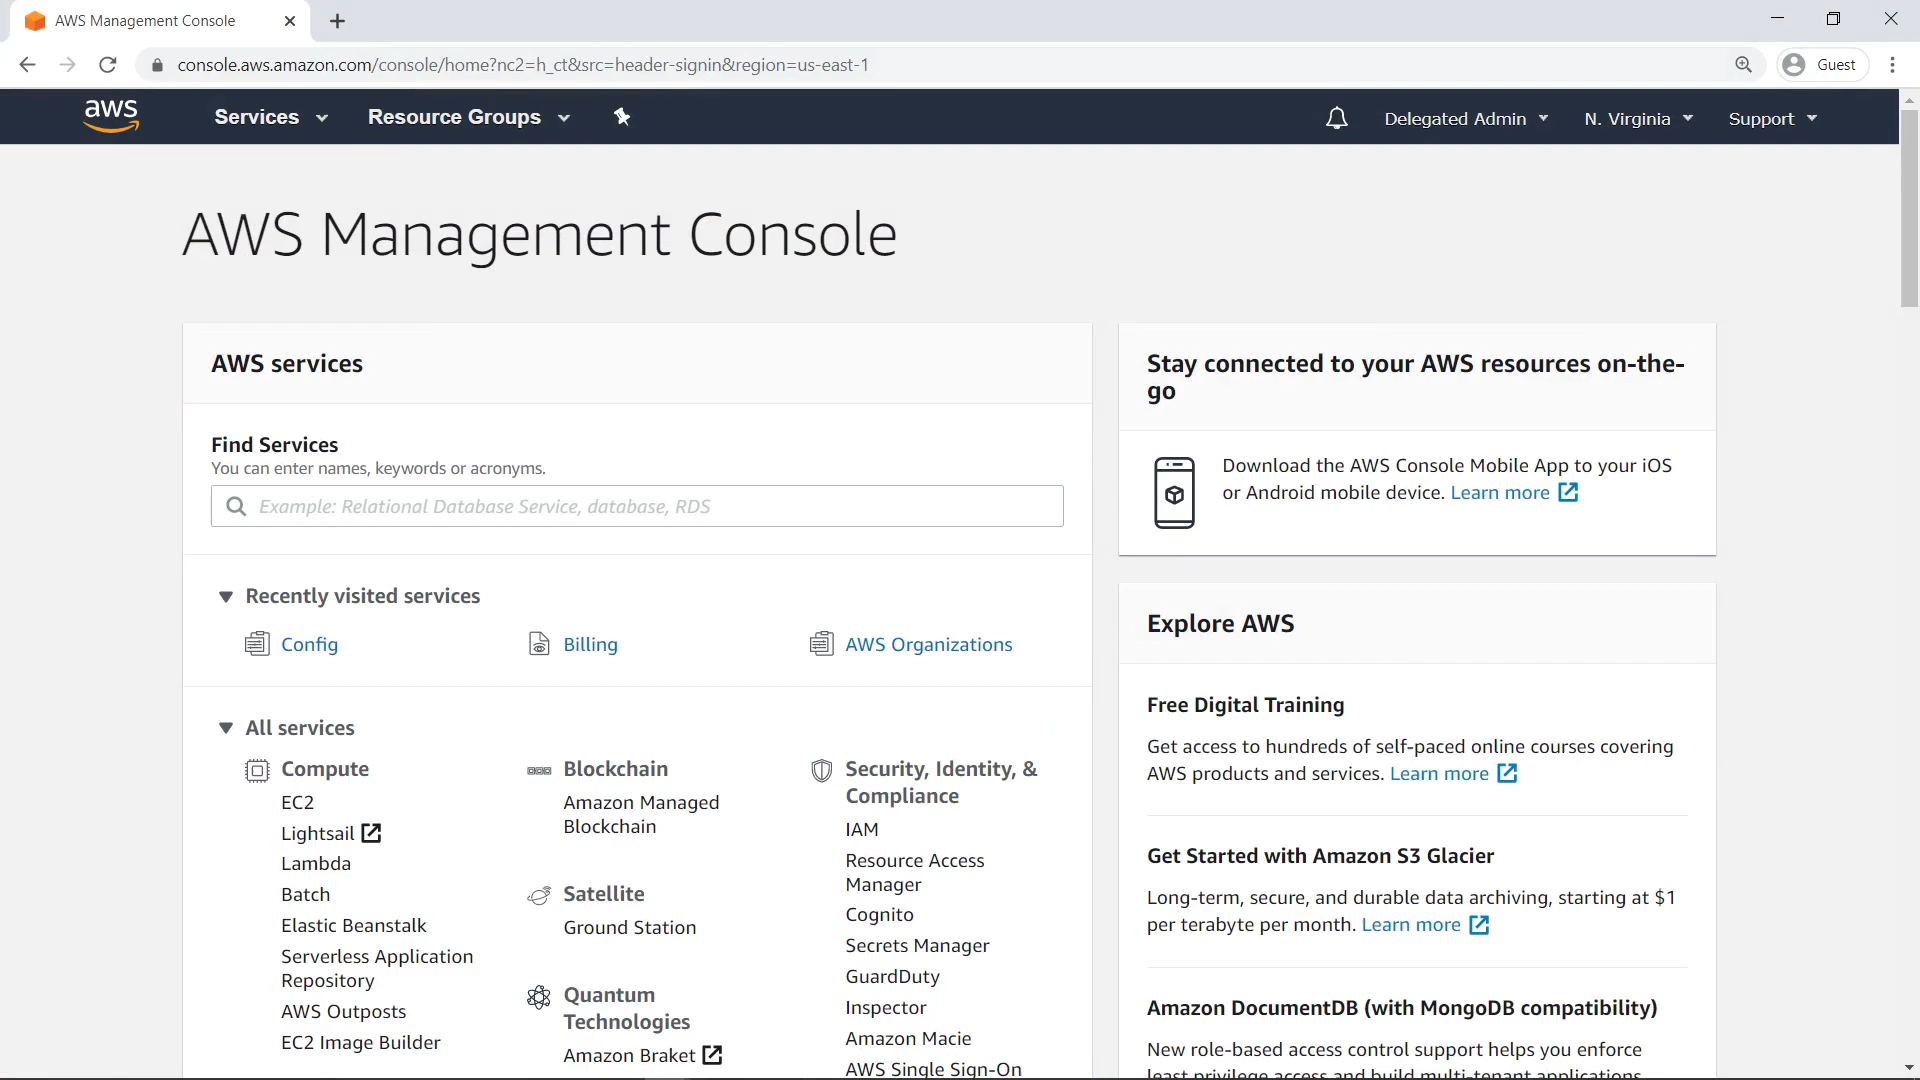 AWS Management Console
console.aws.amazon.com/console/home?nc2=h_ct&src=header-signin&region=us-east-1
Guest
aws
Services
Resource Groups
Delegated Admin
N. Virginia
Support
AWS Management Console
AWS services
Find Services
You can enter names, keywords or acronyms.
Example: Relational Database Service, database, RDS
Recently visited services
Config
Billing
AWS Organizations
All services
Compute
EC2
Lightsail
Lambda
Batch
Elastic Beanstalk
Serverless Application
Repository
AWS Outposts
EC2 Image Builder
Blockchain
Amazon Managed
Blockchain
Satellite
Ground Station
Quantum
Technologies
Amazon Braket
Security, Identity, &
Compliance
IAM
Resource Access
Manager
Cognito
Secrets Manager
GuardDuty
Inspector
Amazon Macie
AWS Single Sign-On
Stay connected to your AWS resources on-the-
go
Download the AWS Console Mobile App to your iOS
or Android mobile device. Learn more
Explore AWS
Free Digital Training
Get access to hundreds of self-paced online courses covering
AWS products and services. Learn more
Get Started with Amazon S3 Glacier
Long-term, secure, and durable data archiving, starting at $1
per terabyte per month. Learn more
Amazon DocumentDB (with MongoDB compatibility)
New role-based access control support helps you enforce
least privilege access and build multi-tenant applications